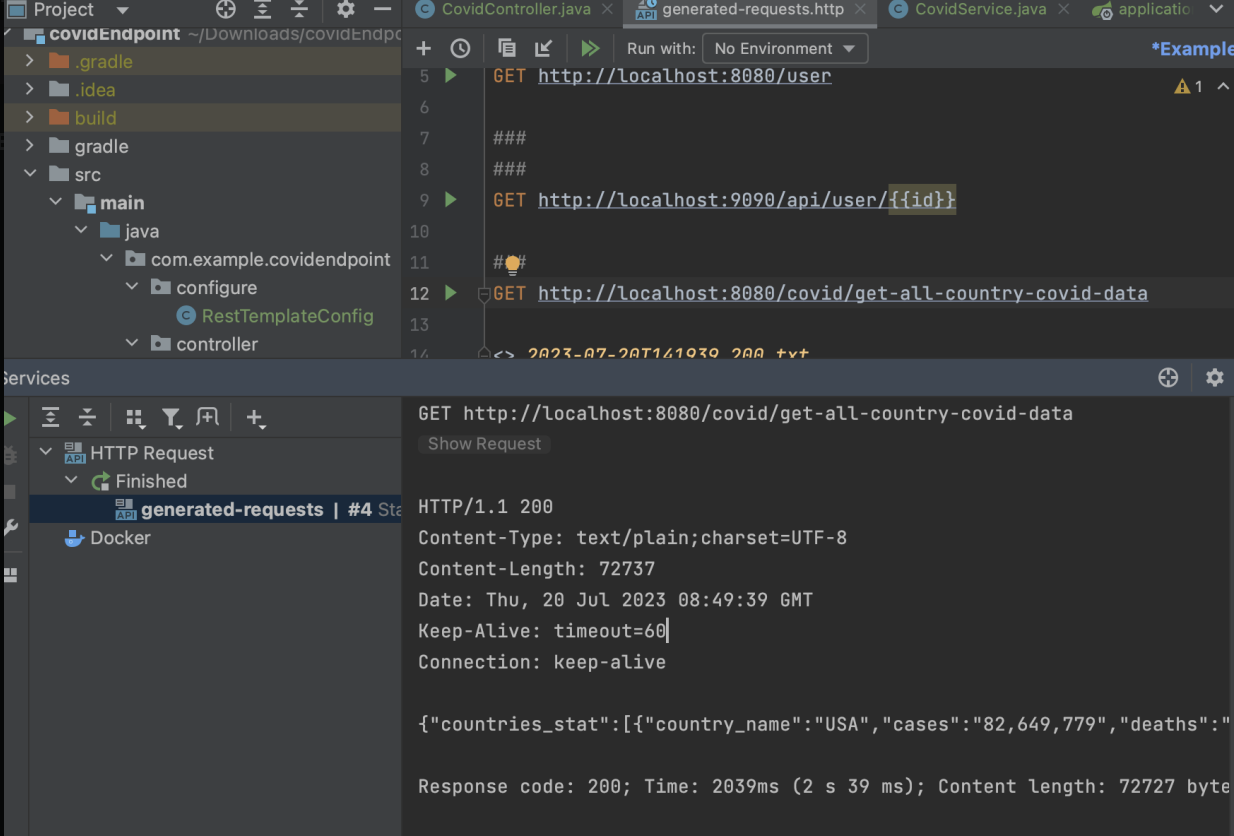 Project
CovidController.java
generated-requests.http
CovidService.java
applicatio
covidEndpoint ~/Downloads/covidEndpo
.gradle
.idea
build
gradle
src
main
java
com.example.covidendpoint
configure
RestTemplateConfig
controller
Run with: No Environment
*Example
5 GET http://localhost:8080/user
1
6
7 ###
8 ###
9 GET http://localhost:9090/api/user/{{id}}
10
11 ###
12 GET http://localhost:8080/covid/get-all-country-covid-data
13
14 <> 2023-07-20T141939.200.txt
Services
HTTP Request
Finished
generated-requests | #4 Sta
Docker
GET http://localhost:8080/covid/get-all-country-covid-data
Show Request
HTTP/1.1 200
Content-Type: text/plain;charset=UTF-8
Content-Length: 72737
Date: Thu, 20 Jul 2023 08:49:39 GMT
Keep-Alive: timeout=60
Connection: keep-alive
{"countries_stat":[{"country_name":"USA","cases":"82,649,779","deaths":"
Response code: 200; Time: 2039ms (2 s 39 ms); Content length: 72727 byte